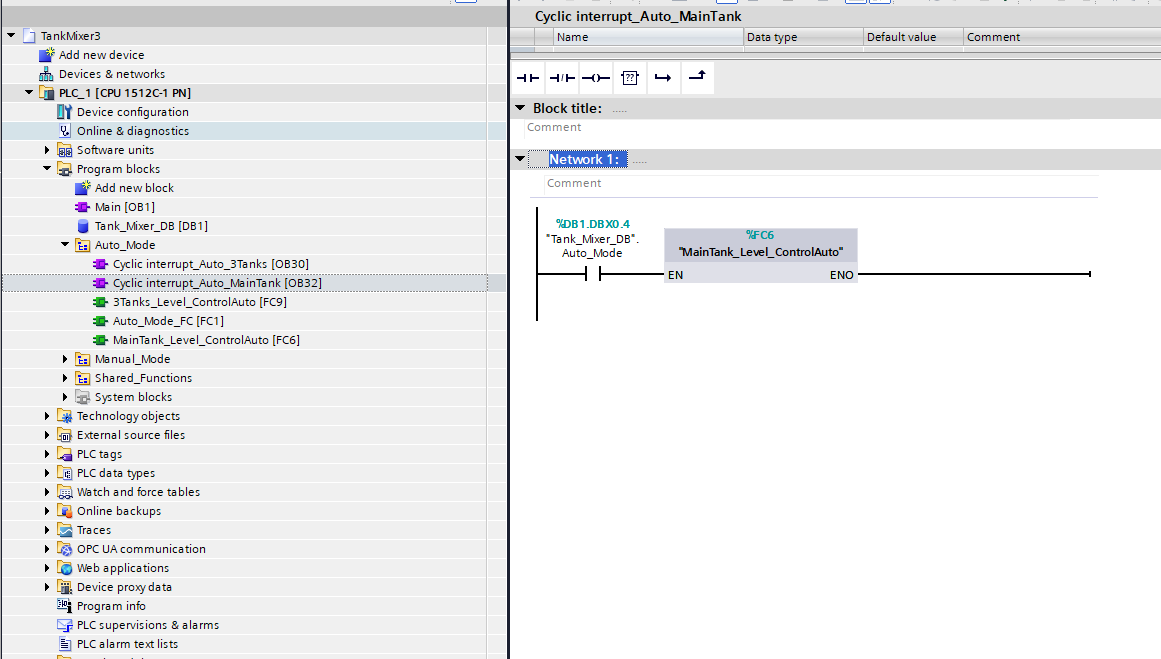 TankMixer3
Add new device
Devices & networks
PLC_1 [CPU 1512C-1 PN]
Device configuration
Online & diagnostics
Software units
Program blocks
Add new block
Main [OB1]
Tank_Mixer_DB [DB1]
Auto_Mode
Cyclic interrupt_Auto_3Tanks [OB30]
Cyclic interrupt_Auto_MainTank [OB32]
3Tanks_Level_ControlAuto [FC9]
Auto_Mode_FC [FC1]
MainTank_Level_ControlAuto [FC6]
Manual_Mode
Shared_Functions
System blocks
Technology objects
External source files
PLC tags
PLC data types
Watch and force tables
Online backups
Traces
OPC UA communication
Web applications
Device proxy data
Program info
PLC supervisions & alarms
PLC alarm text lists
Cyclic interrupt_Auto_MainTank
Name Data type Default value Comment
??
Block title: .....
Comment
Network 1: .....
Comment
%DB1.DBX0.4
"Tank_Mixer_DB".
Auto_Mode
%FC6
"MainTank_Level_ControlAuto"
EN ENO